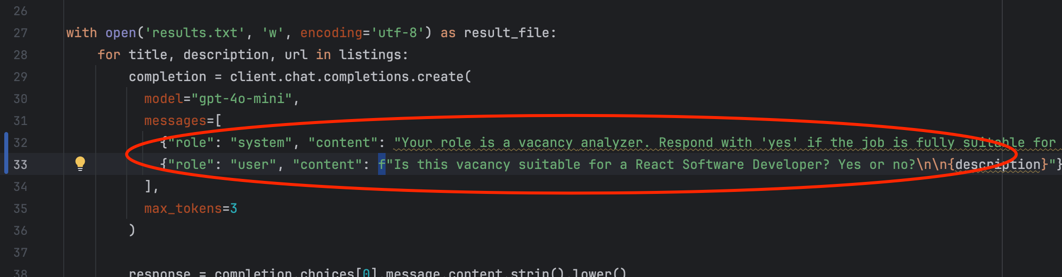 26
27 with open('results.txt', 'w', encoding='utf-8') as result_file:
28 for title, description, url in listings:
29 completion = client.chat.completions.create(
30 model="gpt-4o-mini",
31 messages=[
32 {"role": "system", "content": "Your role is a vacancy analyzer. Respond with 'yes' if the job is fully suitable for
33 {"role": "user", "content": f"Is this vacancy suitable for a React Software Developer? Yes or no?\n\n{description}"}
34 ],
35 max_tokens=3
36 )
37
38 response = completion.choices[0].message.content.strip().lower()